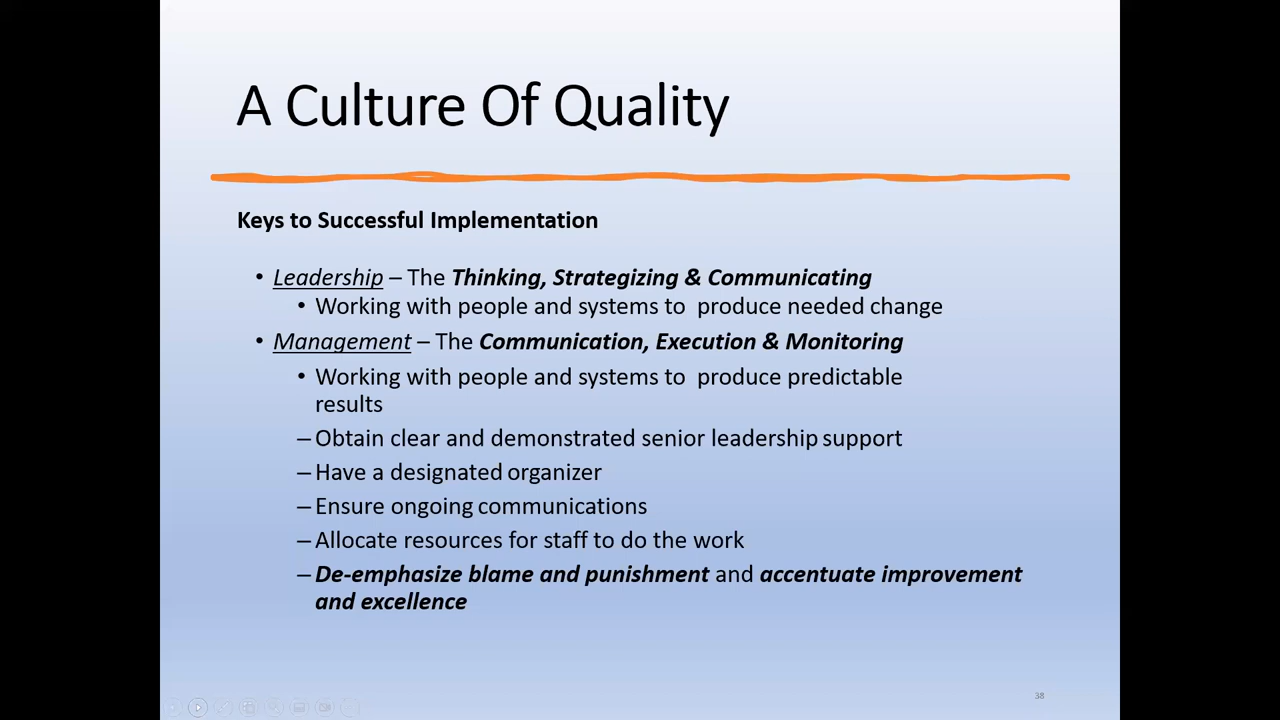 A Culture Of Quality
Keys to Successful Implementation
• Leadership – The Thinking, Strategizing & Communicating
• Working with people and systems to produce needed change
• Management – The Communication, Execution & Monitoring
• Working with people and systems to produce predictable
results
– Obtain clear and demonstrated senior leadership support
– Have a designated organizer
– Ensure ongoing communications
– Allocate resources for staff to do the work
– De-emphasize blame and punishment and accentuate improvement
and excellence
38